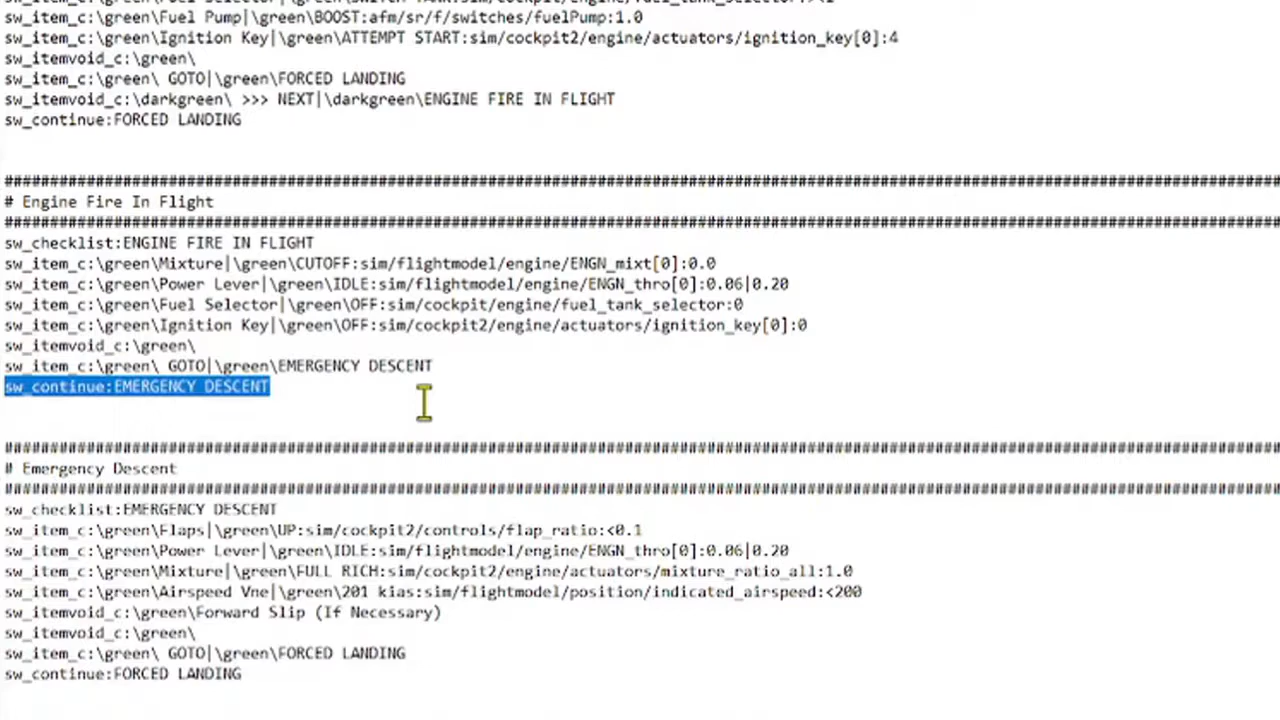 sw_item_c:\green\Fuel Pump|\green\BOOST:afm/sr/f/switches/fuelPump:1.0
sw_item_c:\green\Ignition Key|\green\ATTEMPT START:sim/cockpit2/engine/actuators/ignition_key[0]:4
sw_itemvoid_c:\green\
sw_item_c:\green\ GOTO|\green\FORCED LANDING
sw_itemvoid_c:\darkgreen\ >>> NEXT|\darkgreen\ENGINE FIRE IN FLIGHT
sw_continue:FORCED LANDING
################################################################################################################################################
# Engine Fire In Flight
################################################################################################################################################
sw_checklist:ENGINE FIRE IN FLIGHT
sw_item_c:\green\Mixture|\green\CUTOFF:sim/flightmodel/engine/ENGN_mixt[0]:0.0
sw_item_c:\green\Power Lever|\green\IDLE:sim/flightmodel/engine/ENGN_thro[0]:0.06|0.20
sw_item_c:\green\Fuel Selector|\green\OFF:sim/cockpit/engine/fuel_tank_selector:0
sw_item_c:\green\Ignition Key|\green\OFF:sim/cockpit2/engine/actuators/ignition_key[0]:0
sw_itemvoid_c:\green\
sw_item_c:\green\ GOTO|\green\EMERGENCY DESCENT
sw_continue:EMERGENCY DESCENT
################################################################################################################################################
# Emergency Descent
################################################################################################################################################
sw_checklist:EMERGENCY DESCENT
sw_item_c:\green\Flaps|\green\UP:sim/cockpit2/controls/flap_ratio:<0.1
sw_item_c:\green\Power Lever|\green\IDLE:sim/flightmodel/engine/ENGN_thro[0]:0.06|0.20
sw_item_c:\green\Mixture|\green\FULL RICH:sim/cockpit2/engine/actuators/mixture_ratio_all:1.0
sw_item_c:\green\Airspeed Vne|\green\201 kias:sim/flightmodel/position/indicated_airspeed:<200
sw_itemvoid_c:\green\Forward Slip (If Necessary)
sw_itemvoid_c:\green\
sw_item_c:\green\ GOTO|\green\FORCED LANDING
sw_continue:FORCED LANDING